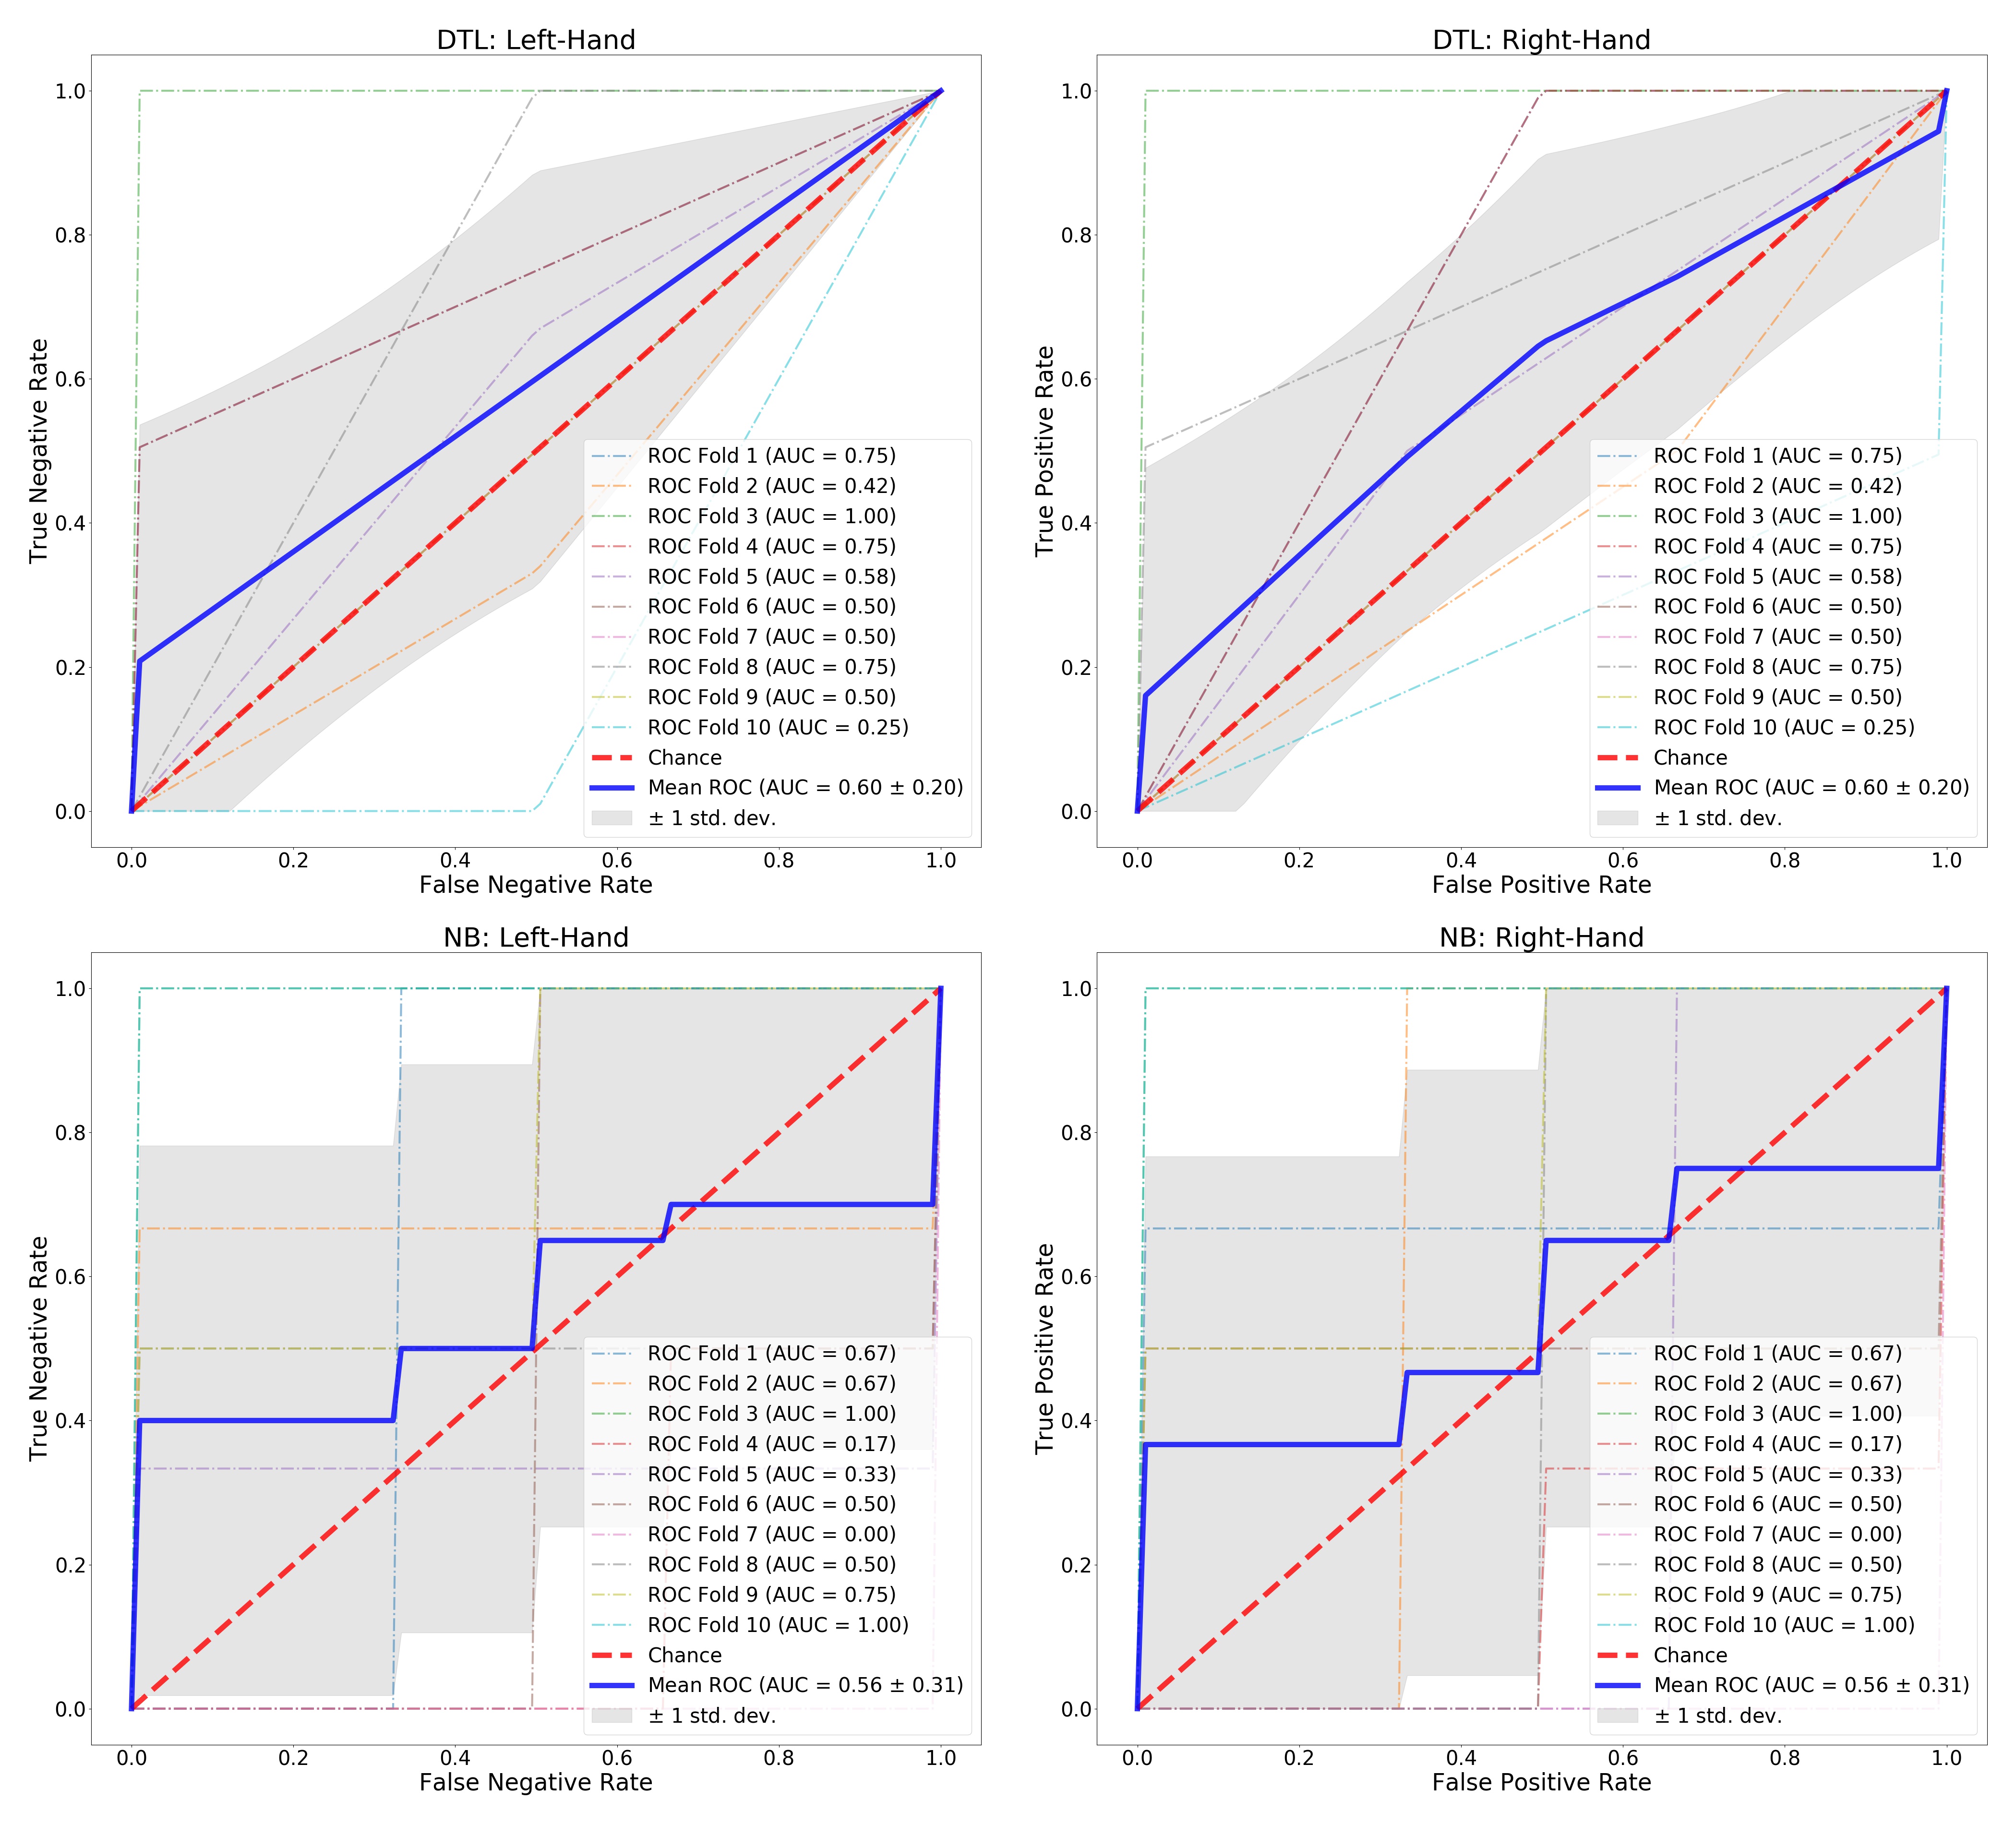 DTL: Left-Hand
1.0
0.8
0.6
0.4
0.2
0.0
True Negative Rate
0.0 0.2 0.4 0.6 0.8 1.0
False Negative Rate
ROC Fold 1 (AUC = 0.75)
ROC Fold 2 (AUC = 0.42)
ROC Fold 3 (AUC = 1.00)
ROC Fold 4 (AUC = 0.75)
ROC Fold 5 (AUC = 0.58)
ROC Fold 6 (AUC = 0.50)
ROC Fold 7 (AUC = 0.50)
ROC Fold 8 (AUC = 0.75)
ROC Fold 9 (AUC = 0.50)
ROC Fold 10 (AUC = 0.25)
Chance
Mean ROC (AUC = 0.60 ± 0.20)
± 1 std. dev.
DTL: Right-Hand
1.0
0.8
0.6
0.4
0.2
0.0
True Positive Rate
0.0 0.2 0.4 0.6 0.8 1.0
False Positive Rate
ROC Fold 1 (AUC = 0.75)
ROC Fold 2 (AUC = 0.42)
ROC Fold 3 (AUC = 1.00)
ROC Fold 4 (AUC = 0.75)
ROC Fold 5 (AUC = 0.58)
ROC Fold 6 (AUC = 0.50)
ROC Fold 7 (AUC = 0.50)
ROC Fold 8 (AUC = 0.75)
ROC Fold 9 (AUC = 0.50)
ROC Fold 10 (AUC = 0.25)
Chance
Mean ROC (AUC = 0.60 ± 0.20)
± 1 std. dev.
NB: Left-Hand
1.0
0.8
0.6
0.4
0.2
0.0
True Negative Rate
0.0 0.2 0.4 0.6 0.8 1.0
False Negative Rate
ROC Fold 1 (AUC = 0.67)
ROC Fold 2 (AUC = 0.67)
ROC Fold 3 (AUC = 1.00)
ROC Fold 4 (AUC = 0.17)
ROC Fold 5 (AUC = 0.33)
ROC Fold 6 (AUC = 0.50)
ROC Fold 7 (AUC = 0.00)
ROC Fold 8 (AUC = 0.50)
ROC Fold 9 (AUC = 0.75)
ROC Fold 10 (AUC = 1.00)
Chance
Mean ROC (AUC = 0.56 ± 0.31)
± 1 std. dev.
NB: Right-Hand
1.0
0.8
0.6
0.4
0.2
0.0
True Positive Rate
0.0 0.2 0.4 0.6 0.8 1.0
False Positive Rate
ROC Fold 1 (AUC = 0.67)
ROC Fold 2 (AUC = 0.67)
ROC Fold 3 (AUC = 1.00)
ROC Fold 4 (AUC = 0.17)
ROC Fold 5 (AUC = 0.33)
ROC Fold 6 (AUC = 0.50)
ROC Fold 7 (AUC = 0.00)
ROC Fold 8 (AUC = 0.50)
ROC Fold 9 (AUC = 0.75)
ROC Fold 10 (AUC = 1.00)
Chance
Mean ROC (AUC = 0.56 ± 0.31)
± 1 std. dev.